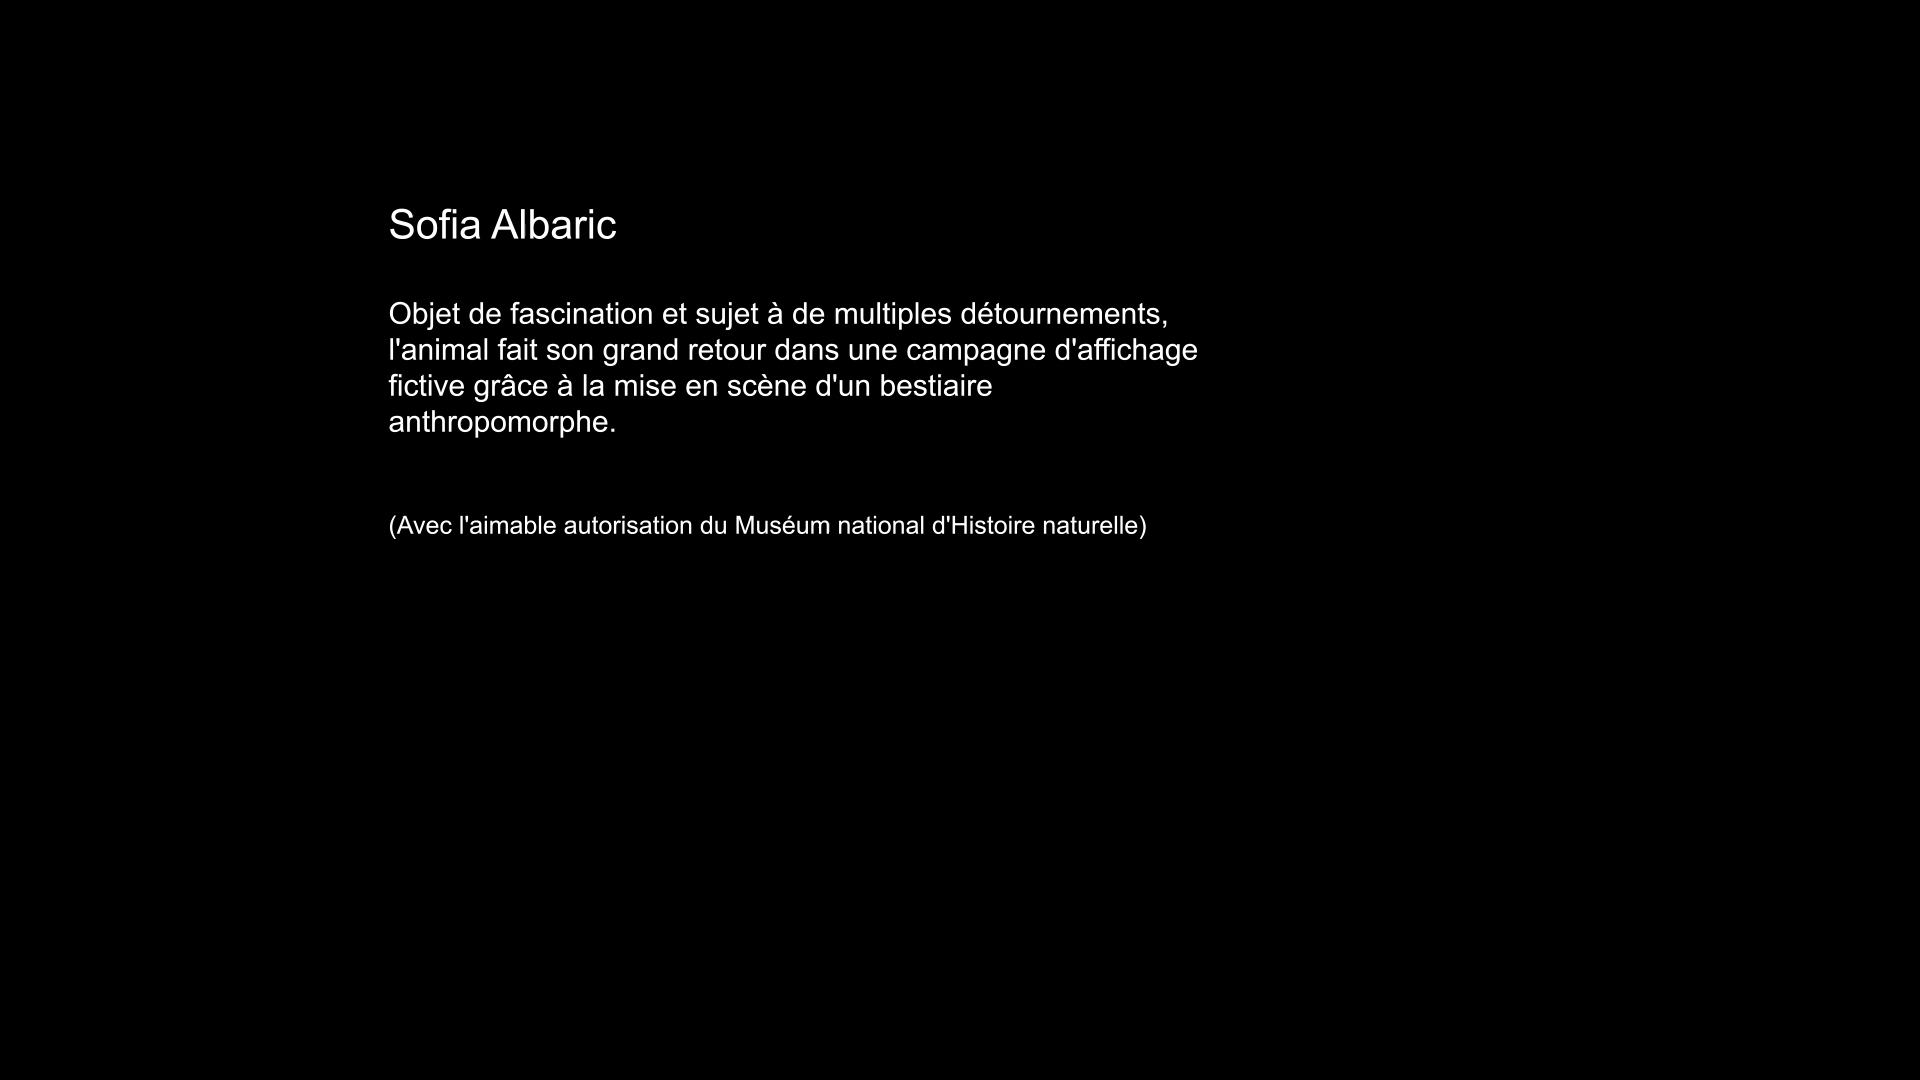 Sofia Albaric
Objet de fascination et sujet à de multiples détournements,
l'animal fait son grand retour dans une campagne d'affichage
fictive grâce à la mise en scène d'un bestiaire
anthropomorphe.
(Avec l'aimable autorisation du Muséum national d'Histoire naturelle)